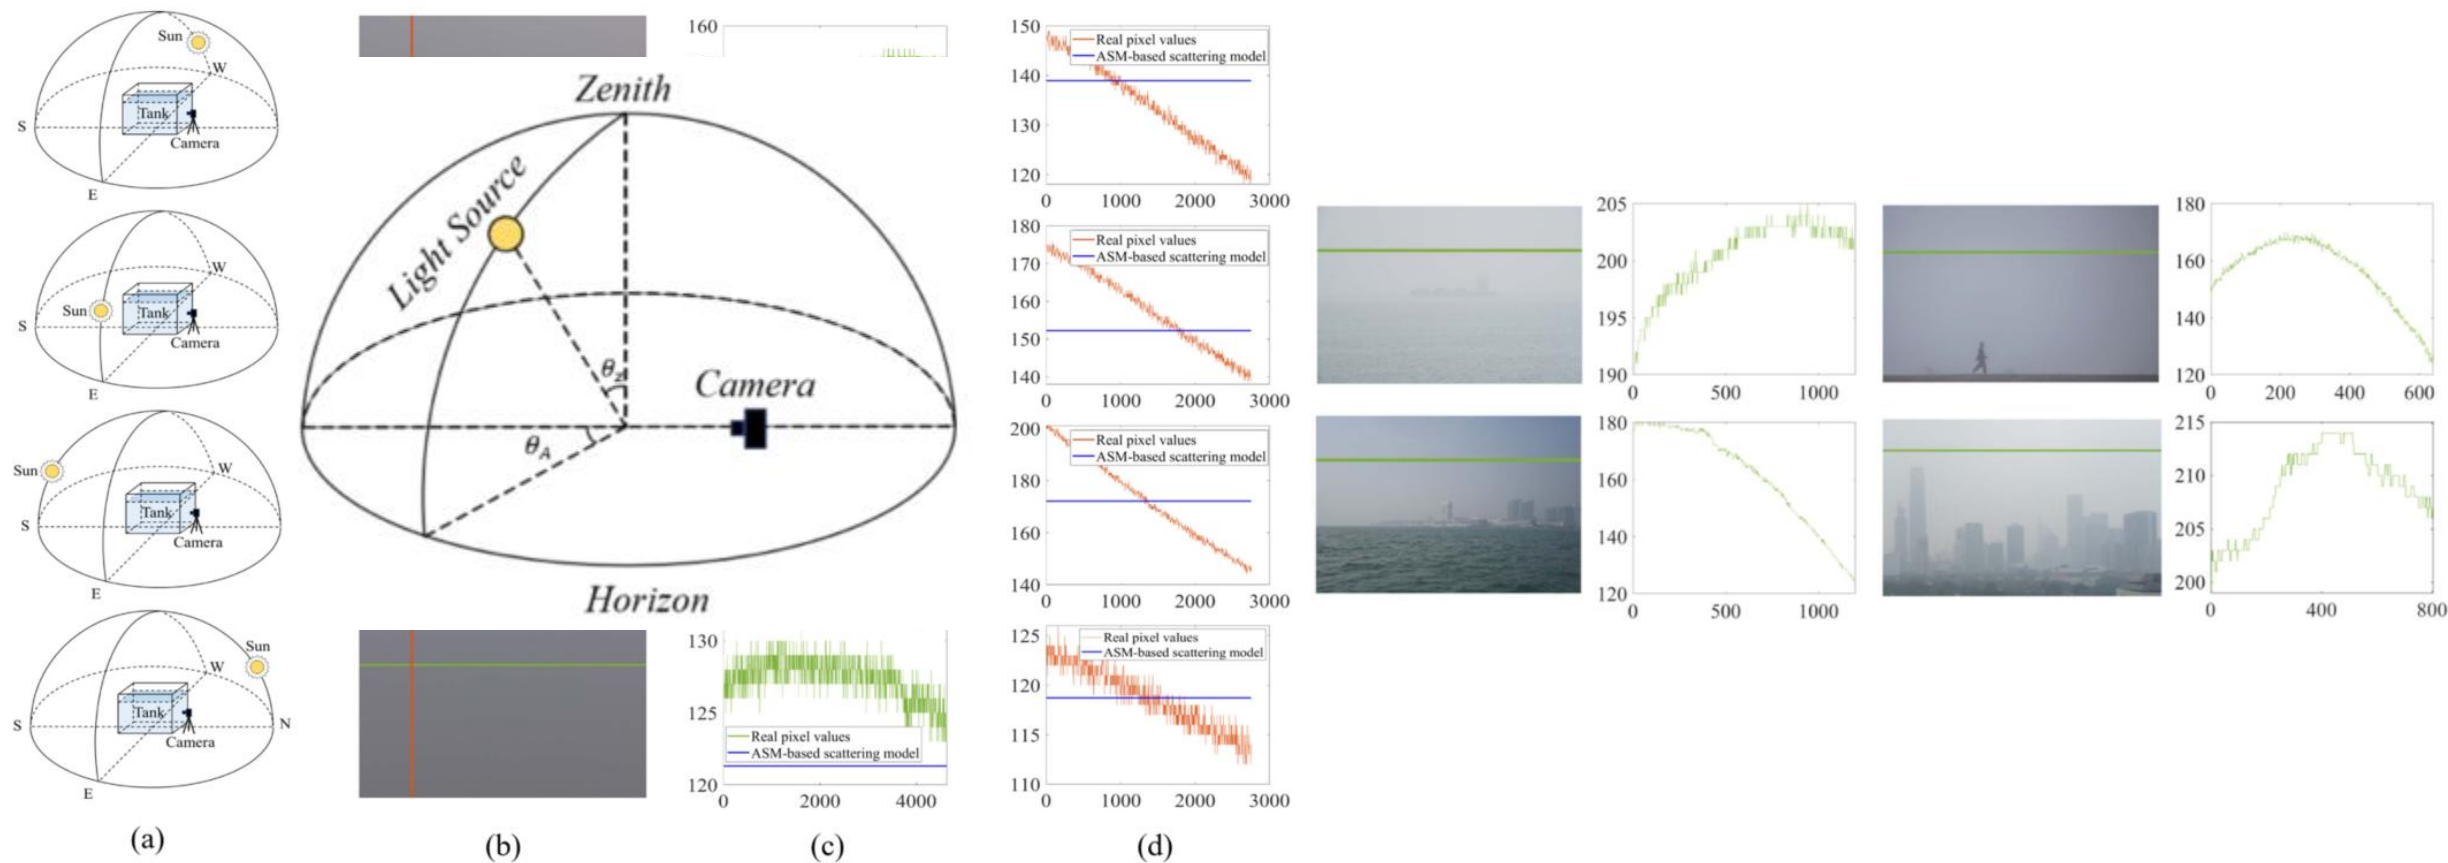 Sun
W
Tank
S
Camera
E
W
Sun
Tank
S
Camera
E
Sun
W
Tank
S
Camera
E
Sun
W
Tank
S
N
Camera
E
(a)
(b)
160
Zenith
Light Source
θz
Camera
θA
Horizon
130
125
Real pixel values
ASM-based scattering model
120
0 2000 4000
(c)
150
Real pixel values
ASM-based scattering model
140
130
120
0 1000 2000 3000
180
Real pixel values
ASM-based scattering model
170
160
150
140
0 1000 2000 3000
200
Real pixel values
ASM-based scattering model
180
160
140
0 1000 2000 3000
125
Real pixel values
ASM-based scattering model
120
115
110
0 1000 2000 3000
(d)
205
200
195
190
0 500 1000
180
160
140
120
0 200 400 600
180
160
140
120
0 500 1000
215
210
205
200
0 400 800